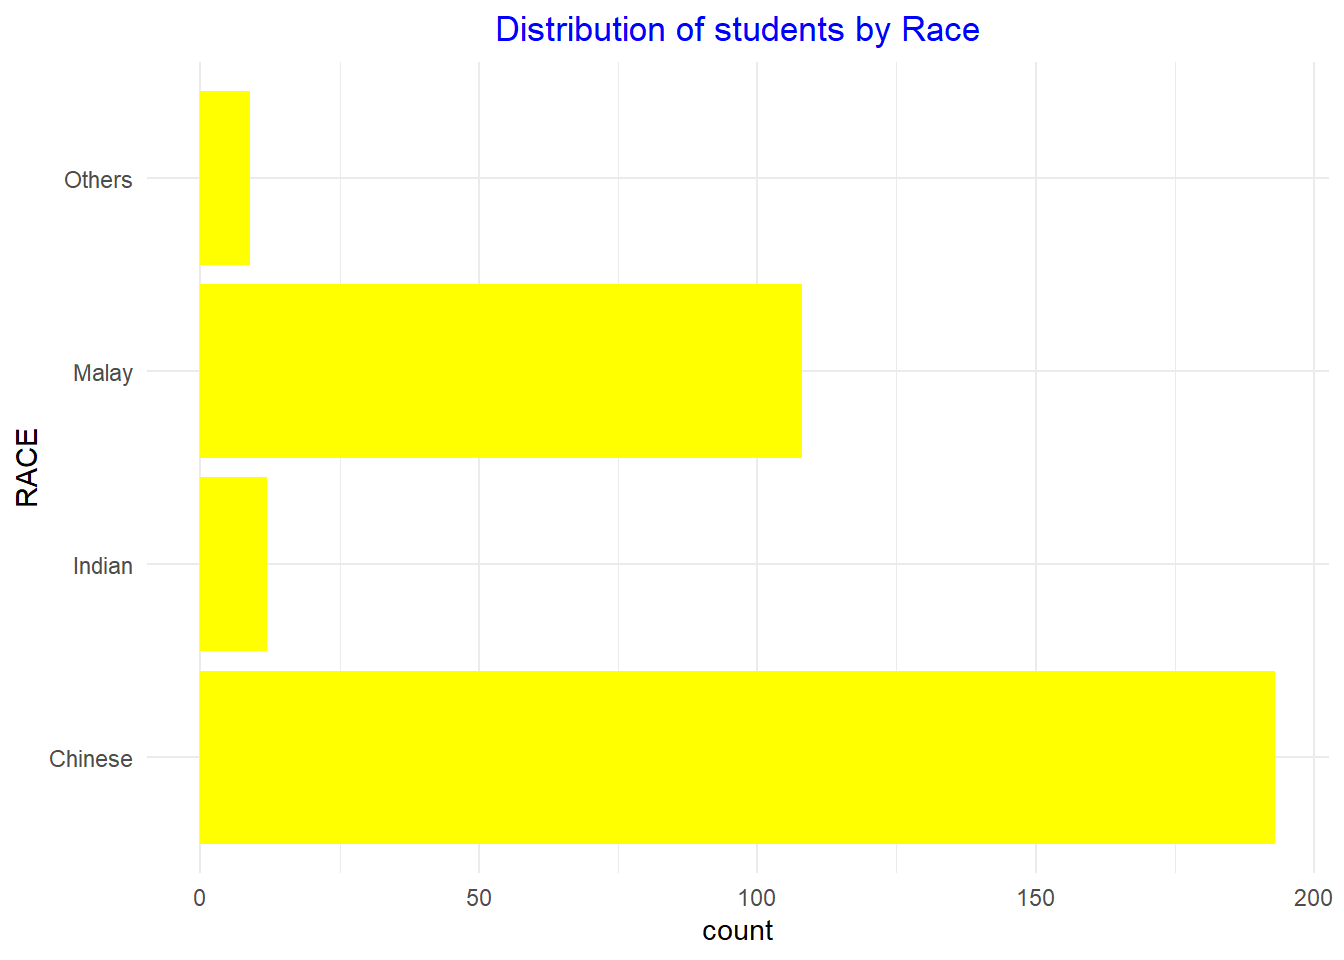 Distribution of students by Race
Others
Malay
Indian
Chinese
RACE
0 50 100 150 200
count